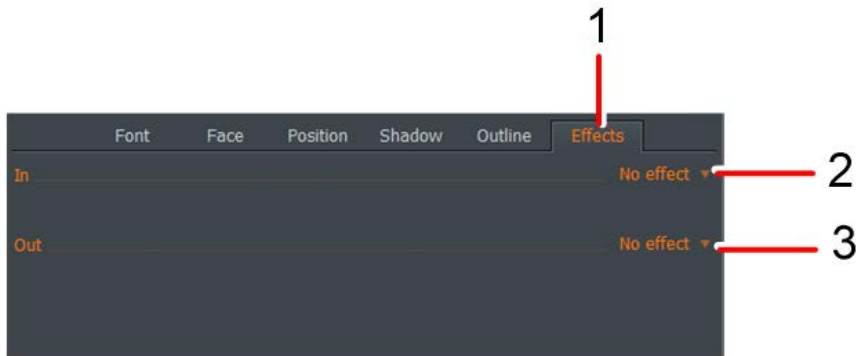 1
Font Face Position Shadow Outline Effects
In No effect 2
Out No effect 3